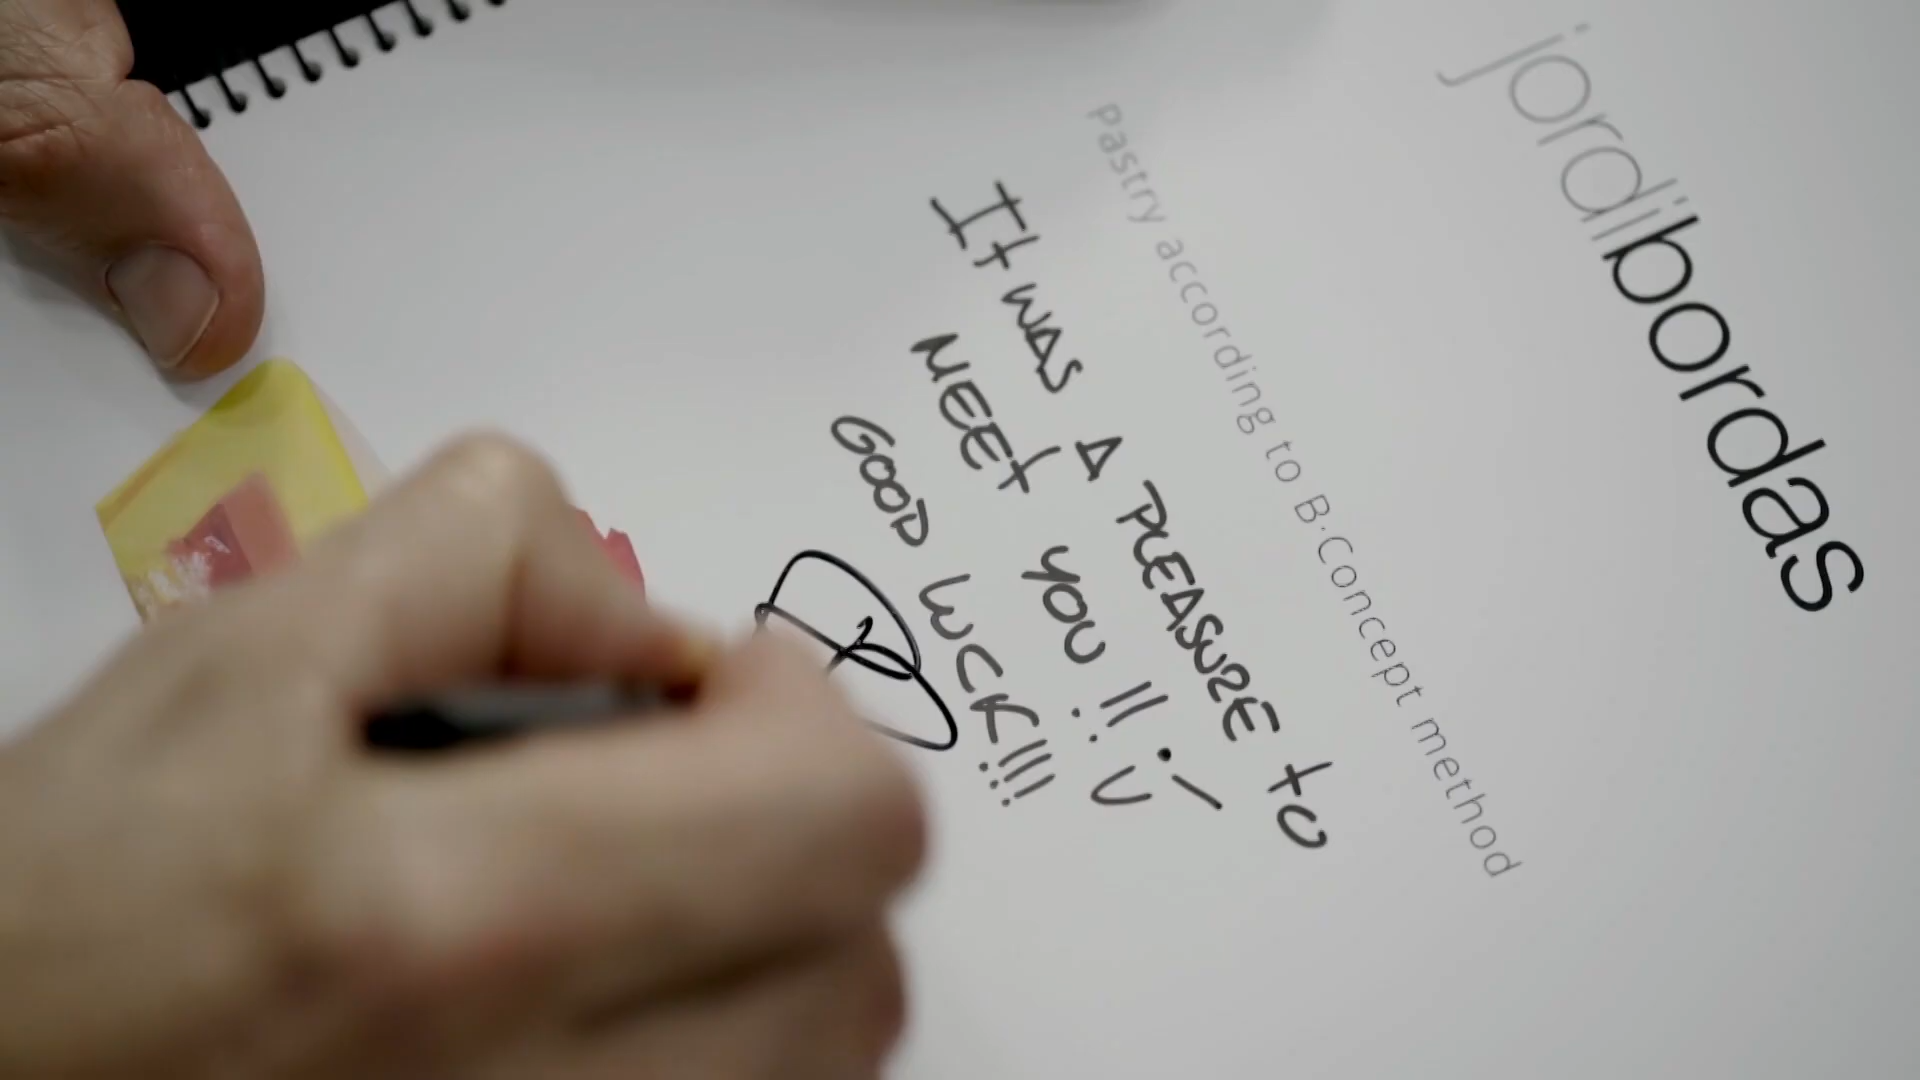 jordibordas
Pastry according to B·Concept method
It WAS A PLEASURE to
MEET YOU !! :-)
GOOD LUCK!!!